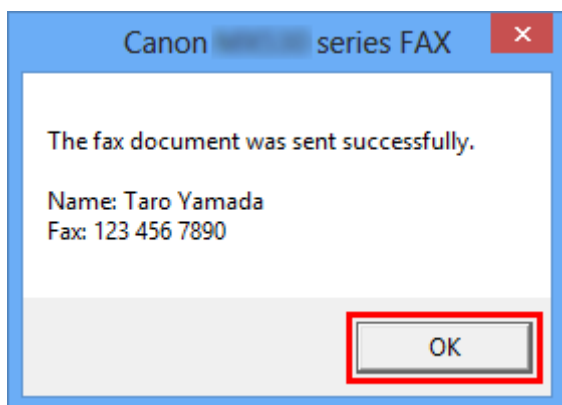 Canon series FAX
The fax document was sent successfully.
Name: Taro Yamada
Fax: 123 456 7890
OK